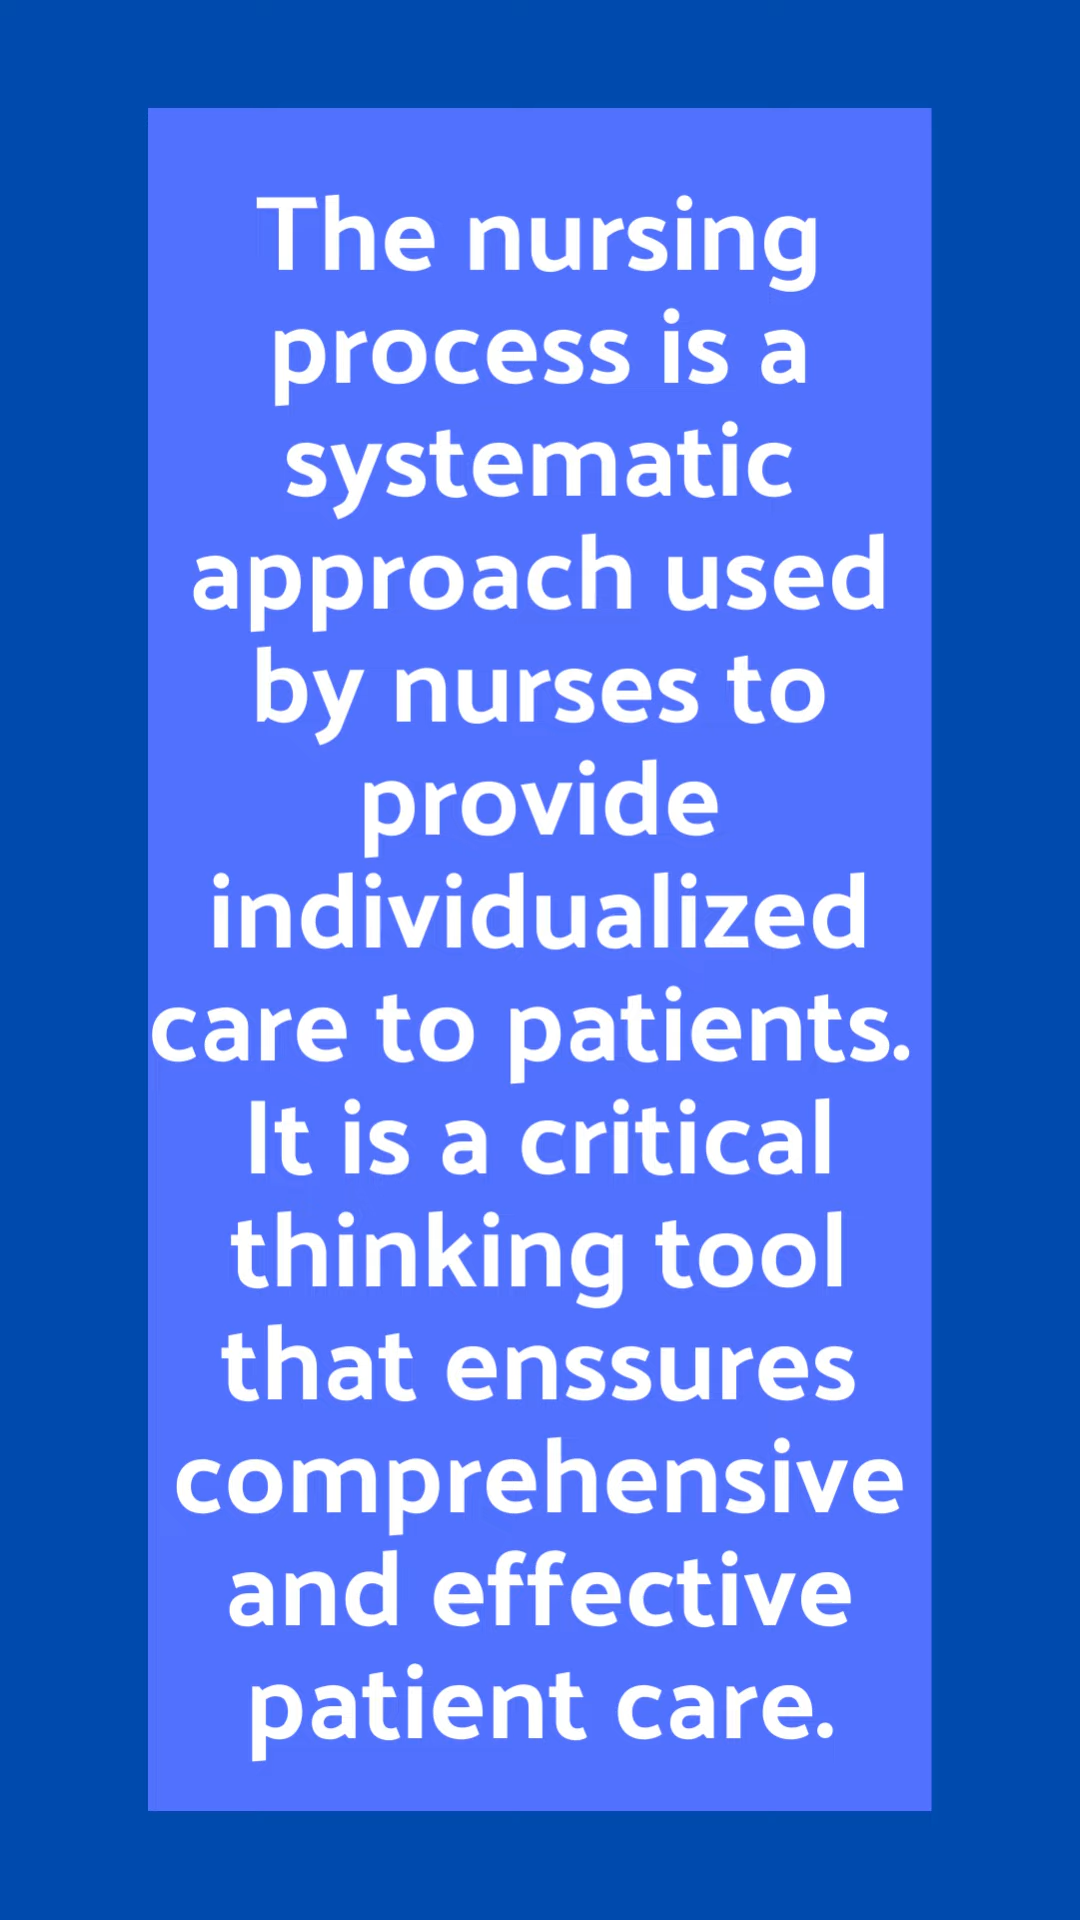 The nursing
process is a
systematic
approach used
by nurses to
provide
individualized
care to patients.
It is a critical
thinking tool
that enssures
comprehensive
and effective
patient care.